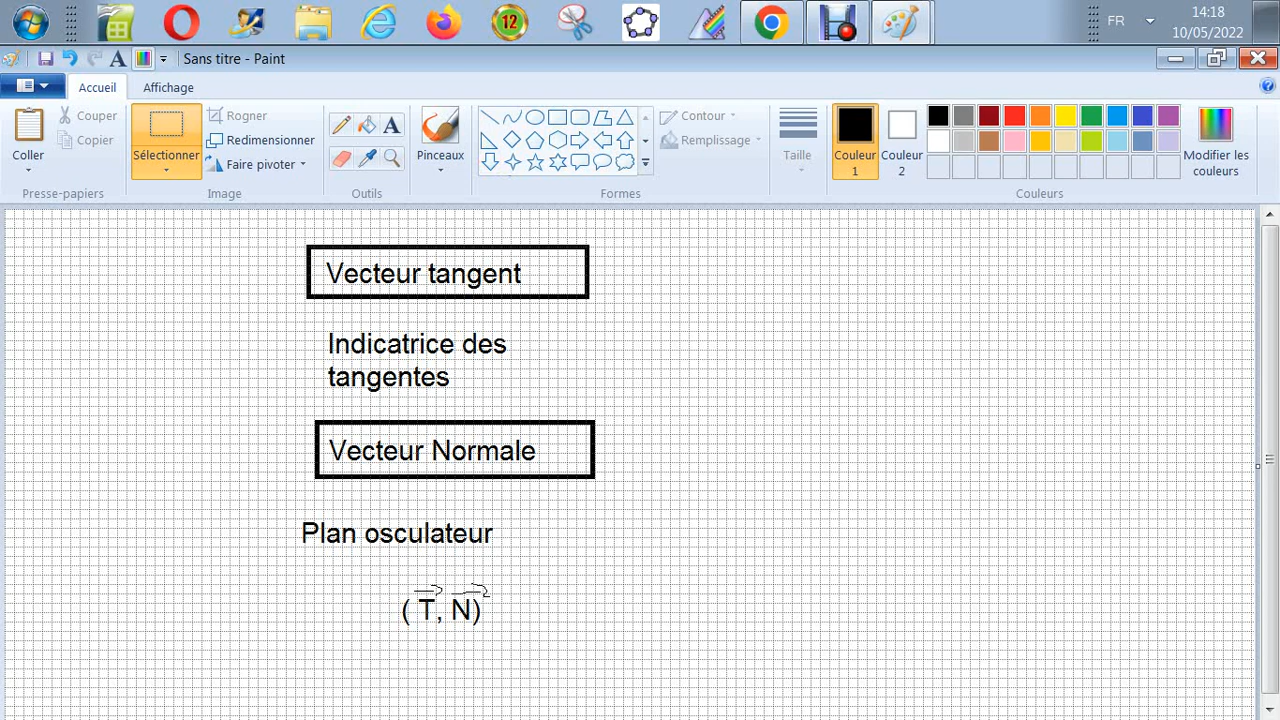 12
FR
14:18
10/05/2022
Sans titre - Paint
Accueil
Affichage
Coller
Couper
Copier
Presse-papiers
Sélectionner
Rogner
Redimensionner
Faire pivoter
Image
Outils
Pinceaux
Contour
Remplissage
Formes
Taille
Couleur 1
Couleur 2
Modifier les couleurs
Couleurs
Vecteur tangent
Indicatrice des
tangentes
Vecteur Normale
Plan osculateur
( T, N)